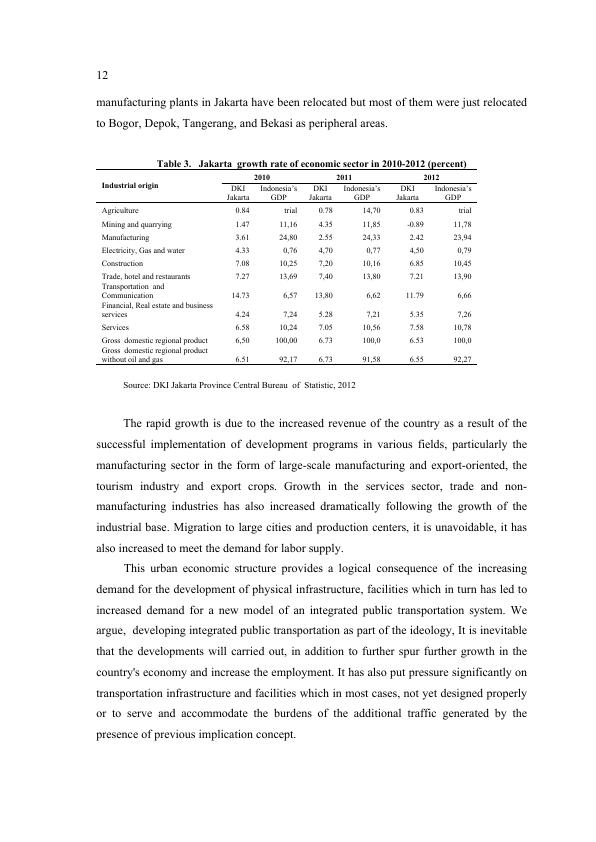 12
manufacturing plants in Jakarta have been relocated but most of them were just relocated
to Bogor, Depok, Tangerang, and Bekasi as peripheral areas.
Table 3. Jakarta growth rate of economic sector in 2010-2012 (percent)
Industrial origin 2010 2011 2012
DKI Jakarta Indonesia's GDP DKI Jakarta Indonesia's GDP DKI Jakarta Indonesia's GDP
Agriculture 0.84 trial 0.78 14,70 0.83 trial
Mining and quarrying 1.47 11,16 4.35 11,85 -0.89 11,78
Manufacturing 3.61 24,80 2.55 24,33 2.42 23,94
Electricity, Gas and water 4.33 0,76 4,70 0,77 4,50 0,79
Construction 7.08 10,25 7,20 10,16 6.85 10,45
Trade, hotel and restaurants 7.27 13,69 7,40 13,80 7.21 13,90
Transportation and
Communication 14.73 6,57 13,80 6,62 11.79 6,66
Financial, Real estate and business
services 4.24 7,24 5.28 7,21 5.35 7,26
Services 6.58 10,24 7.05 10,56 7.58 10,78
Gross domestic regional product 6,50 100,00 6.73 100,0 6.53 100,0
Gross domestic regional product
without oil and gas 6.51 92,17 6.73 91,58 6.55 92,27
Source: DKI Jakarta Province Central Bureau of Statistic, 2012
The rapid growth is due to the increased revenue of the country as a result of the
successful implementation of development programs in various fields, particularly the
manufacturing sector in the form of large-scale manufacturing and export-oriented, the
tourism industry and export crops. Growth in the services sector, trade and non-
manufacturing industries has also increased dramatically following the growth of the
industrial base. Migration to large cities and production centers, it is unavoidable, it has
also increased to meet the demand for labor supply.
This urban economic structure provides a logical consequence of the increasing
demand for the development of physical infrastructure, facilities which in turn has led to
increased demand for a new model of an integrated public transportation system. We
argue, developing integrated public transportation as part of the ideology, It is inevitable
that the developments will carried out, in addition to further spur further growth in the
country's economy and increase the employment. It has also put pressure significantly on
transportation infrastructure and facilities which in most cases, not yet designed properly
or to serve and accommodate the burdens of the additional traffic generated by the
presence of previous implication concept.